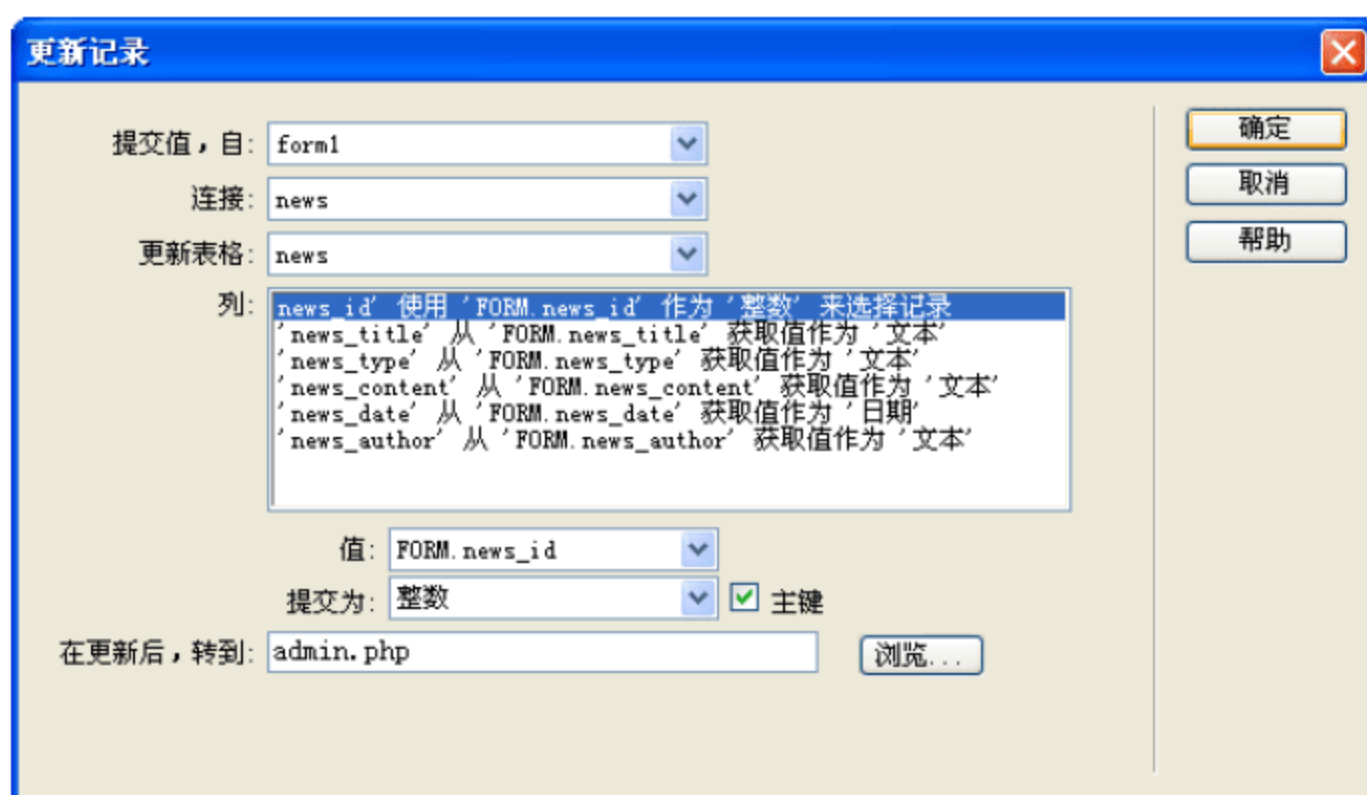 更新记录
提交值，自: form1
确定
连接: news
取消
更新表格: news
帮助
列: news_id' 使用 'FORM.news_id' 作为 '整数' 来选择记录
'news_title' 从 'FORM.news_title' 获取值作为 '文本'
'news_type' 从 'FORM.news_type' 获取值作为 '文本'
'news_content' 从 'FORM.news_content' 获取值作为 '文本'
'news_date' 从 'FORM.news_date' 获取值作为 '日期'
'news_author' 从 'FORM.news_author' 获取值作为 '文本'
值: FORM.news_id
提交为: 整数 主键
在更新后，转到: admin.php 浏览...